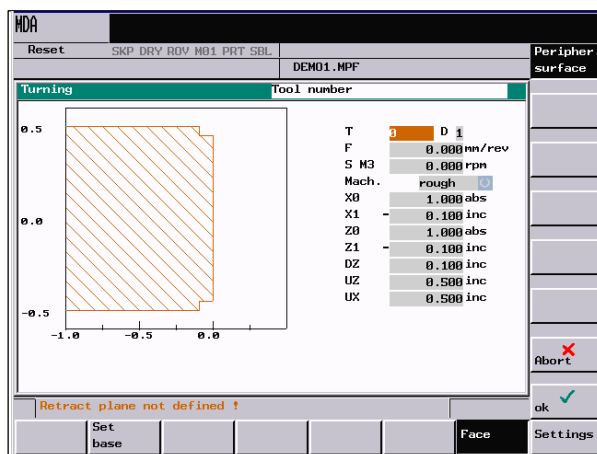 MDA
Reset SKP DRY ROV M01 PRT SBL
DEMO1.MPF
Peripher.
surface
Turning Tool number
0.5
0.0
-0.5
-1.0 -0.5 0.0
T 0 D 1
F 0.000 mm/rev
S M3 0.000 rpm
Mach. rough
X0 1.000 abs
X1 - 0.100 inc
Z0 1.000 abs
Z1 - 0.100 inc
DZ 0.100 inc
UZ 0.500 inc
UX 0.500 inc
Abort
Retract plane not defined !
ok
Set
base
Face
Settings